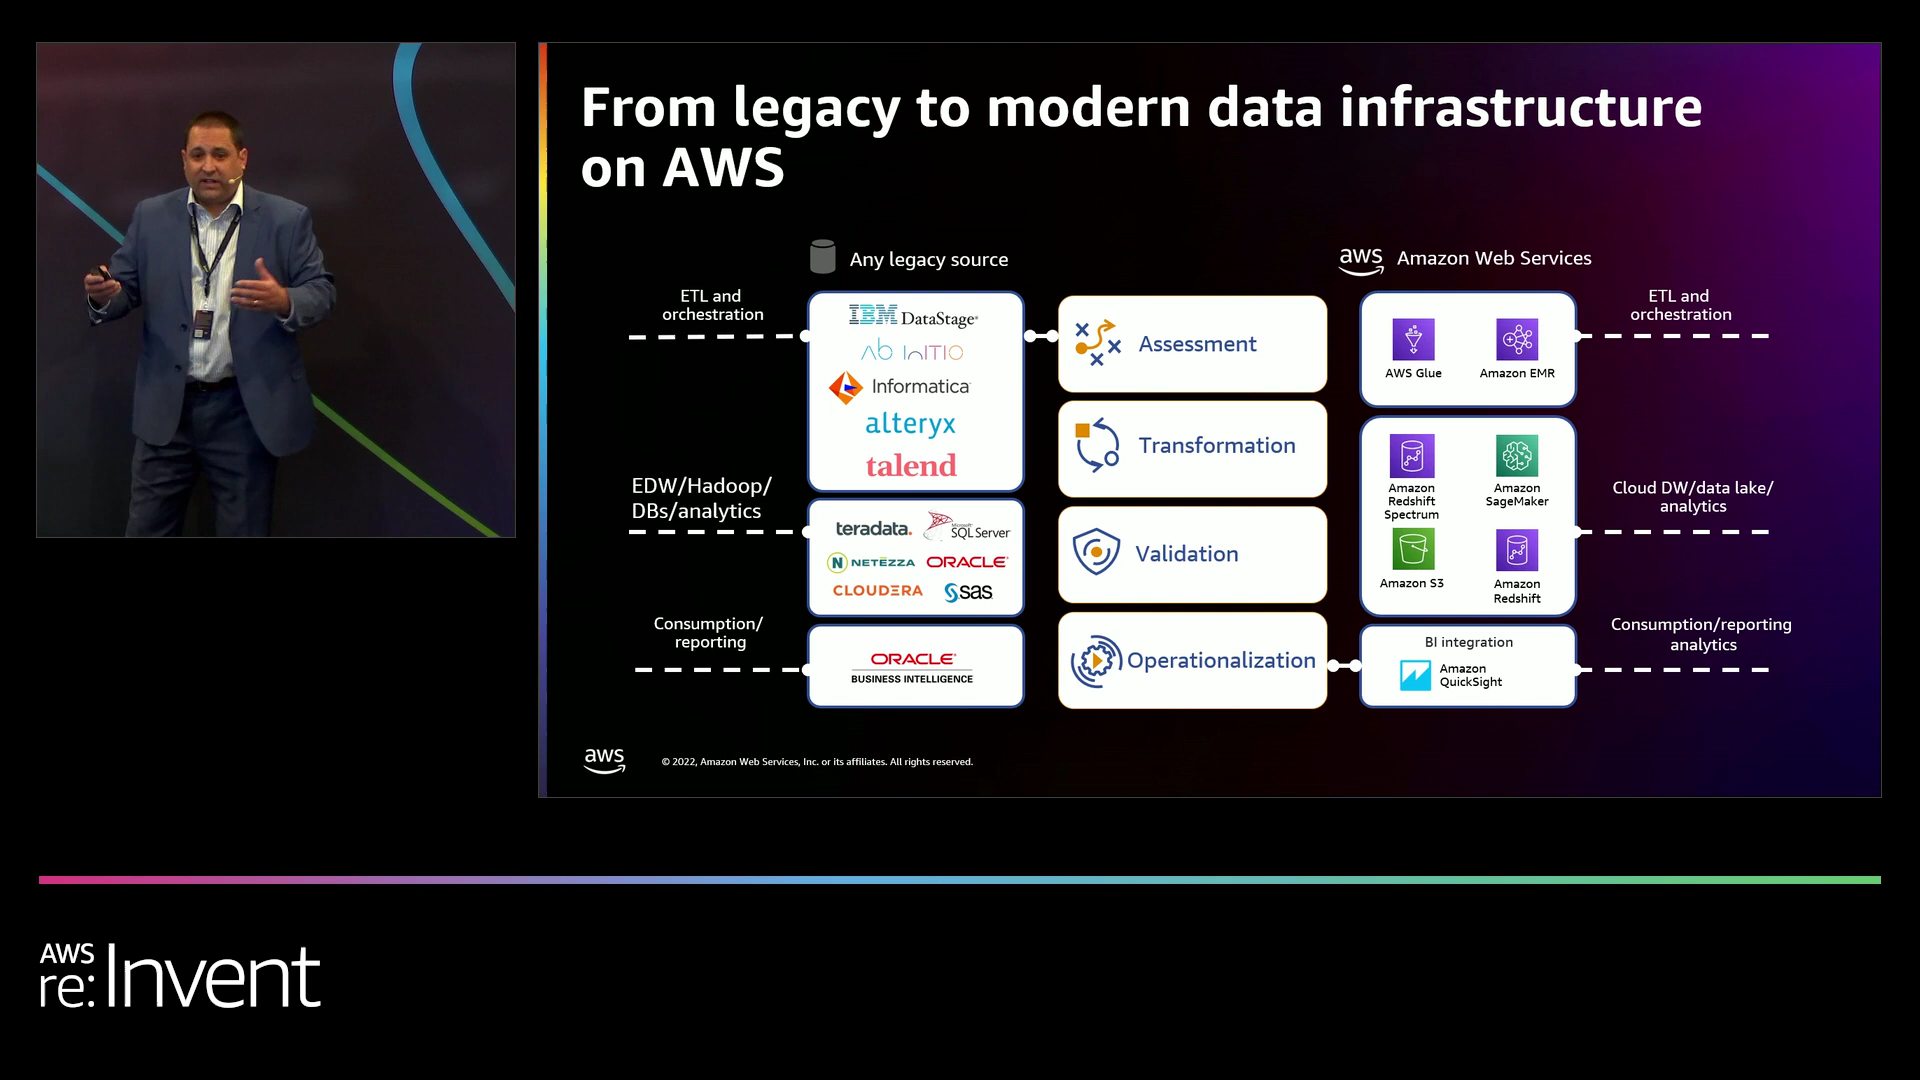 From legacy to modern data infrastructure
on AWS
Any legacy source
aws Amazon Web Services
ETL and
orchestration
IBM DataStage®
Ab InITIO
Informatica
alteryx
talend
EDW/Hadoop/
DBs/analytics
teradata.
Microsoft SQL Server
N NETEZZA
ORACLE®
CLOUDERA
sas
Consumption/
reporting
ORACLE®
BUSINESS INTELLIGENCE
Assessment
Transformation
Validation
Operationalization
AWS Glue
Amazon EMR
ETL and
orchestration
Amazon
Redshift
Spectrum
Amazon
SageMaker
Amazon S3
Amazon
Redshift
Cloud DW/data lake/
analytics
BI integration
Amazon
QuickSight
Consumption/reporting
analytics
aws
© 2022, Amazon Web Services, Inc. or its affiliates. All rights reserved.
AWS
re:Invent